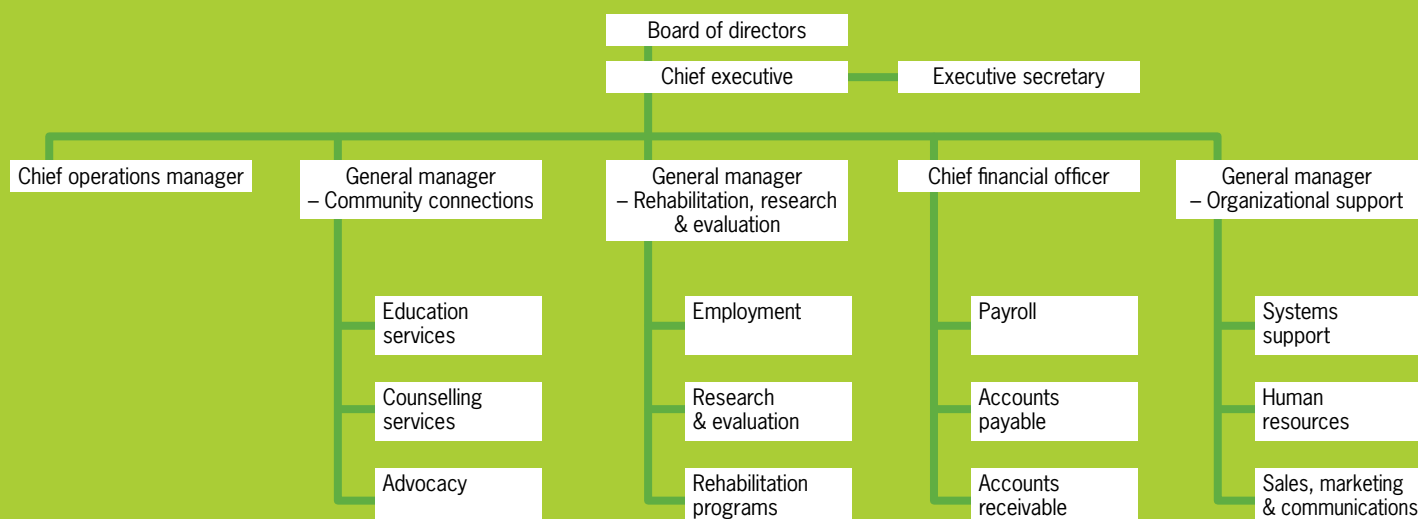 Board of directors
Chief executive
Executive secretary
Chief operations manager
General manager
– Community connections
General manager
– Rehabilitation, research
& evaluation
Chief financial officer
General manager
– Organizational support
Education
services
Counselling
services
Advocacy
Employment
Research
& evaluation
Rehabilitation
programs
Payroll
Accounts
payable
Accounts
receivable
Systems
support
Human
resources
Sales, marketing
& communications